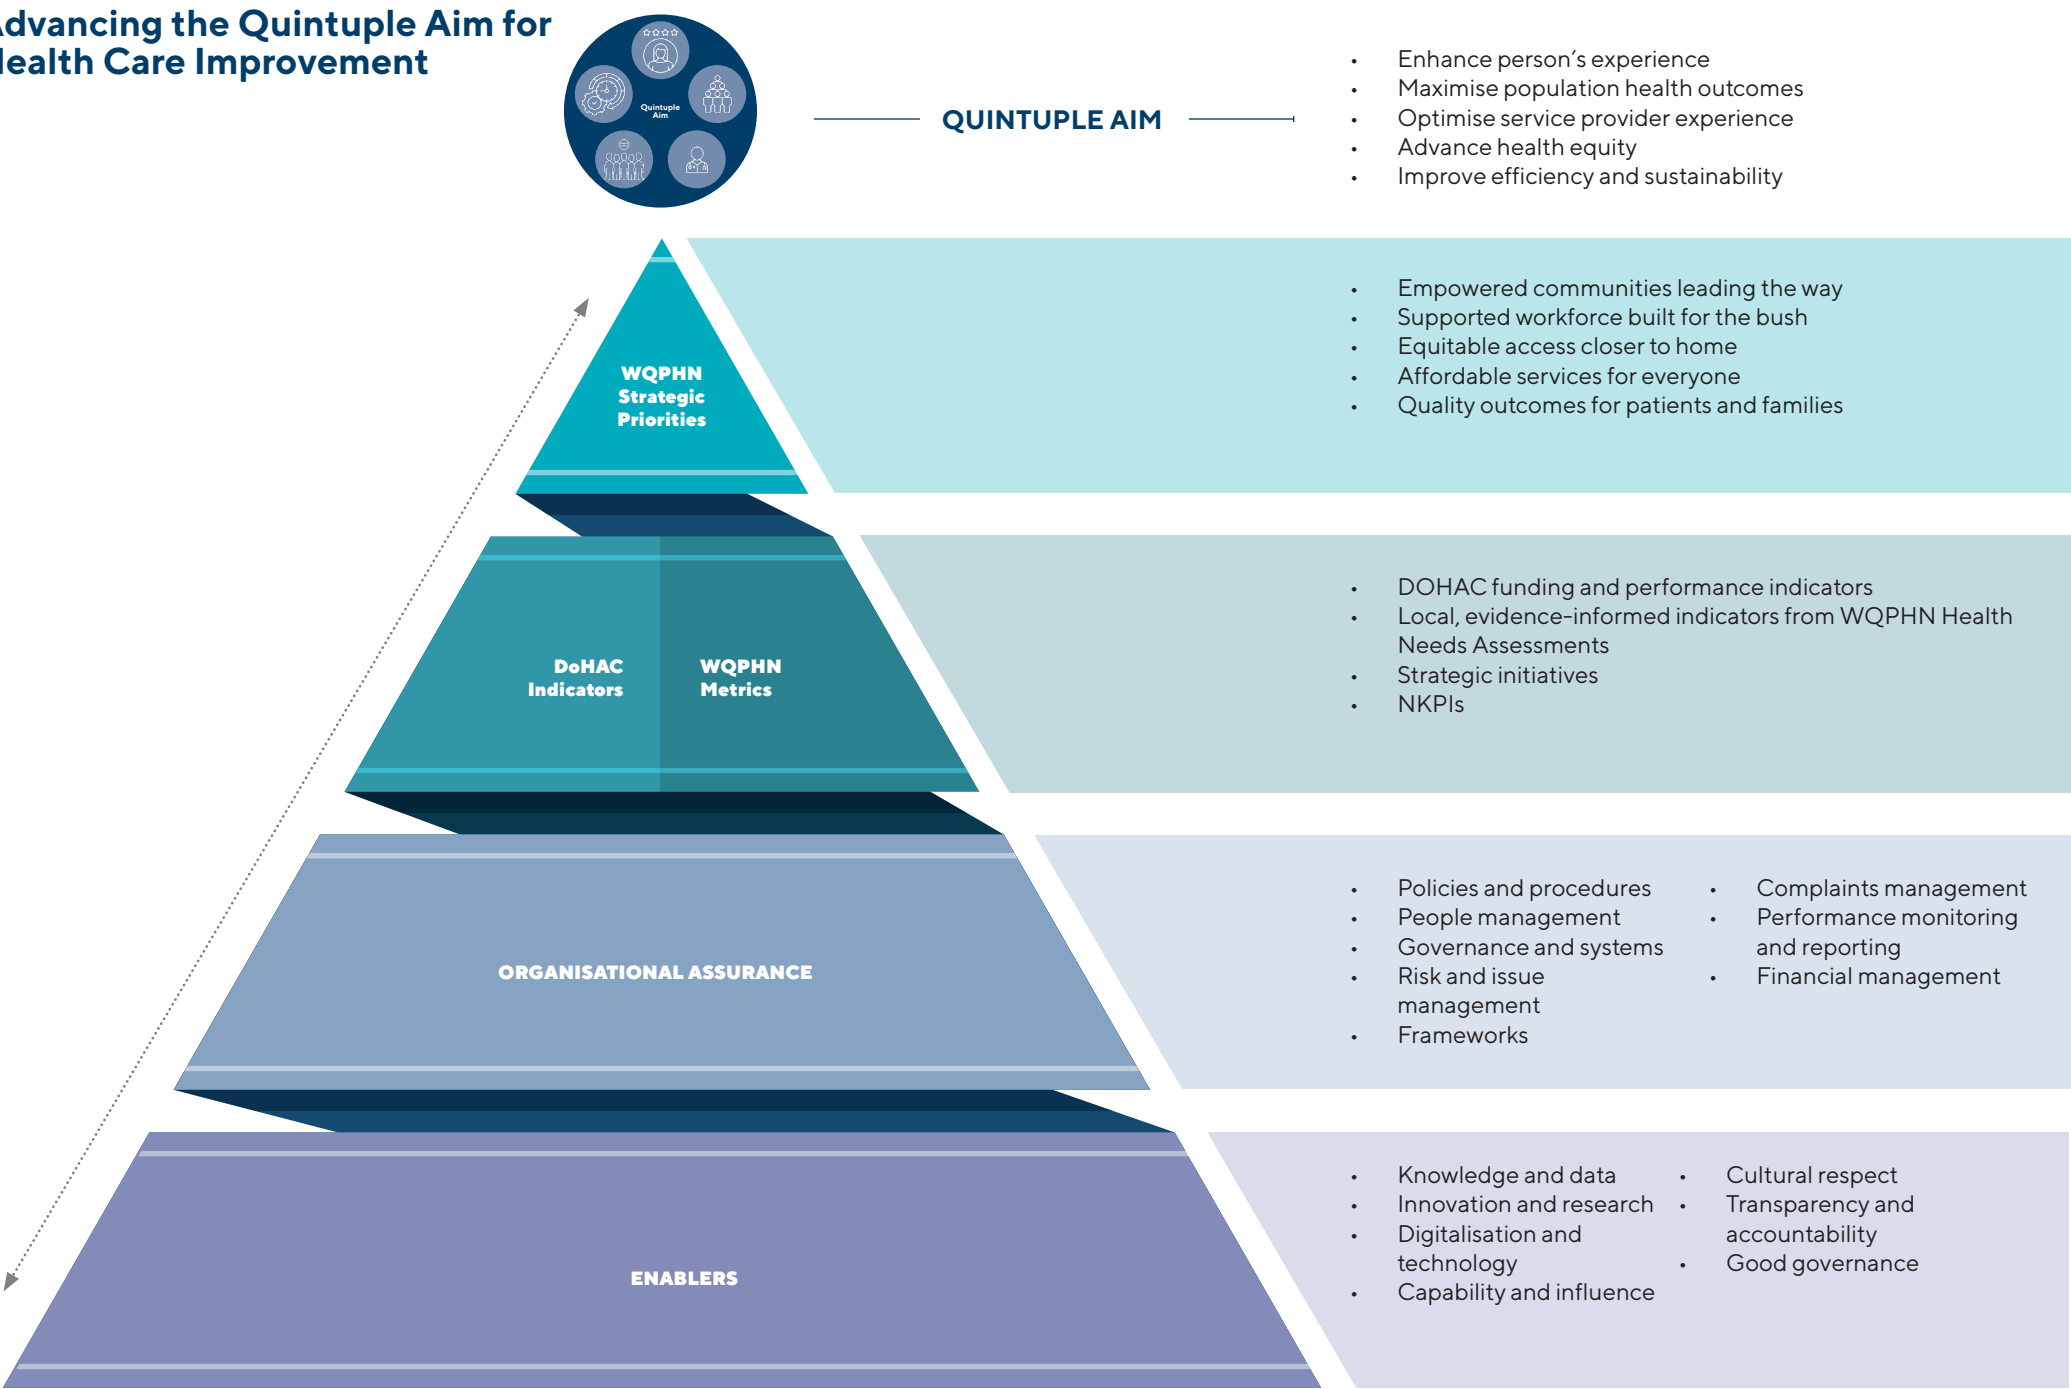 Advancing the Quintuple Aim for
Health Care Improvement
Quintuple
Aim
QUINTUPLE AIM
• Enhance person's experience
• Maximise population health outcomes
• Optimise service provider experience
• Advance health equity
• Improve efficiency and sustainability
WQPHN
Strategic
Priorities
• Empowered communities leading the way
• Supported workforce built for the bush
• Equitable access closer to home
• Affordable services for everyone
• Quality outcomes for patients and families
DoHAC
Indicators
WQPHN
Metrics
• DOHAC funding and performance indicators
• Local, evidence-informed indicators from WQPHN Health
Needs Assessments
• Strategic initiatives
• NKPIs
ORGANISATIONAL ASSURANCE
• Policies and procedures
• People management
• Governance and systems
• Risk and issue
management
• Frameworks
• Complaints management
• Performance monitoring
and reporting
• Financial management
ENABLERS
• Knowledge and data
• Innovation and research
• Digitalisation and
technology
• Capability and influence
• Cultural respect
• Transparency and
accountability
• Good governance